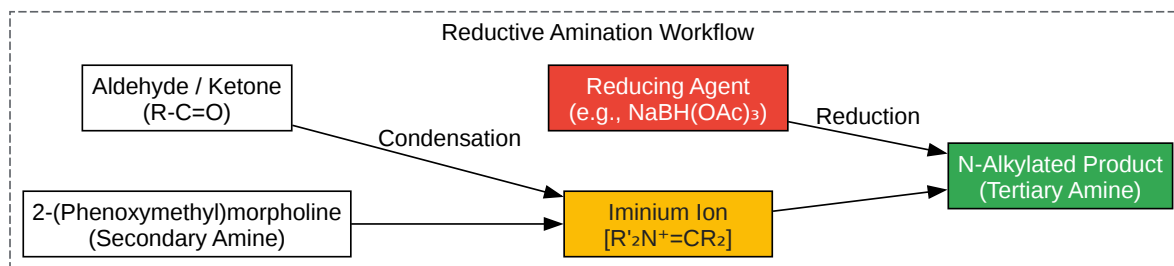 Reductive Amination Workflow
Aldehyde / Ketone
(R-C=O)
Reducing Agent
(e.g., NaBH(OAc)₃)
Condensation
Reduction
2-(Phenoxymethyl)morpholine
(Secondary Amine)
Iminium Ion
[R'₂N⁺=CR₂]
N-Alkylated Product
(Tertiary Amine)